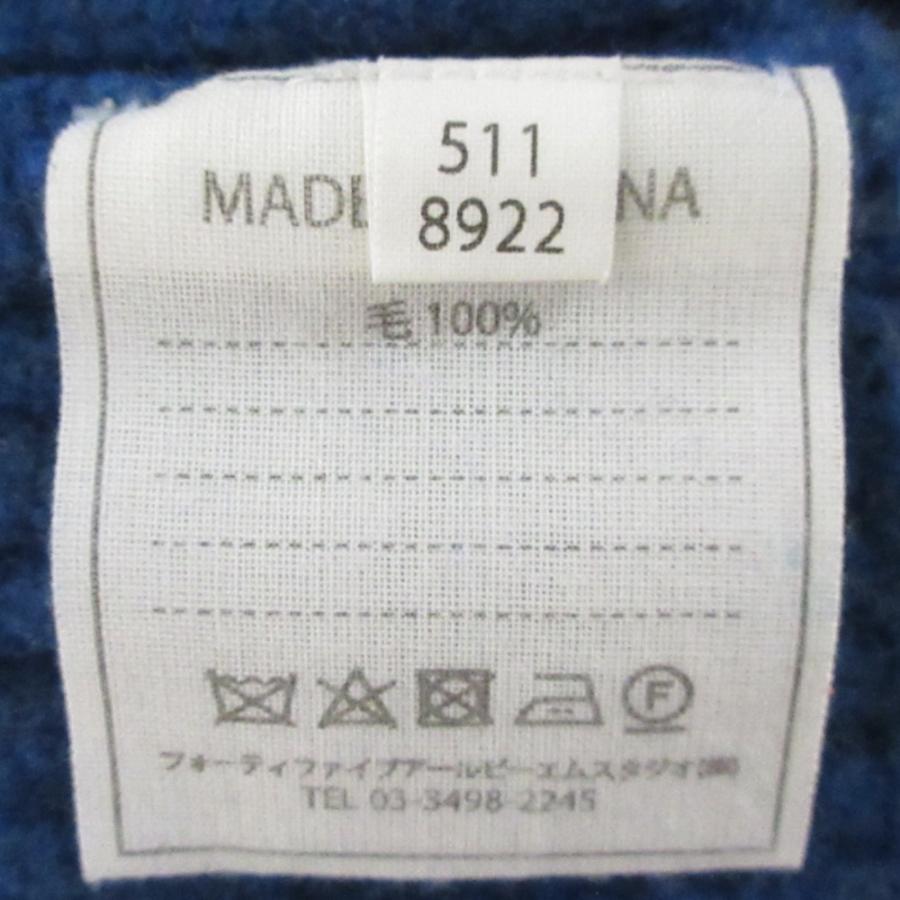 511
8922
MADE NA
毛 100%
F
フォーティファイブアールピーエムスタジオ㈱
TEL 03-3498-2245